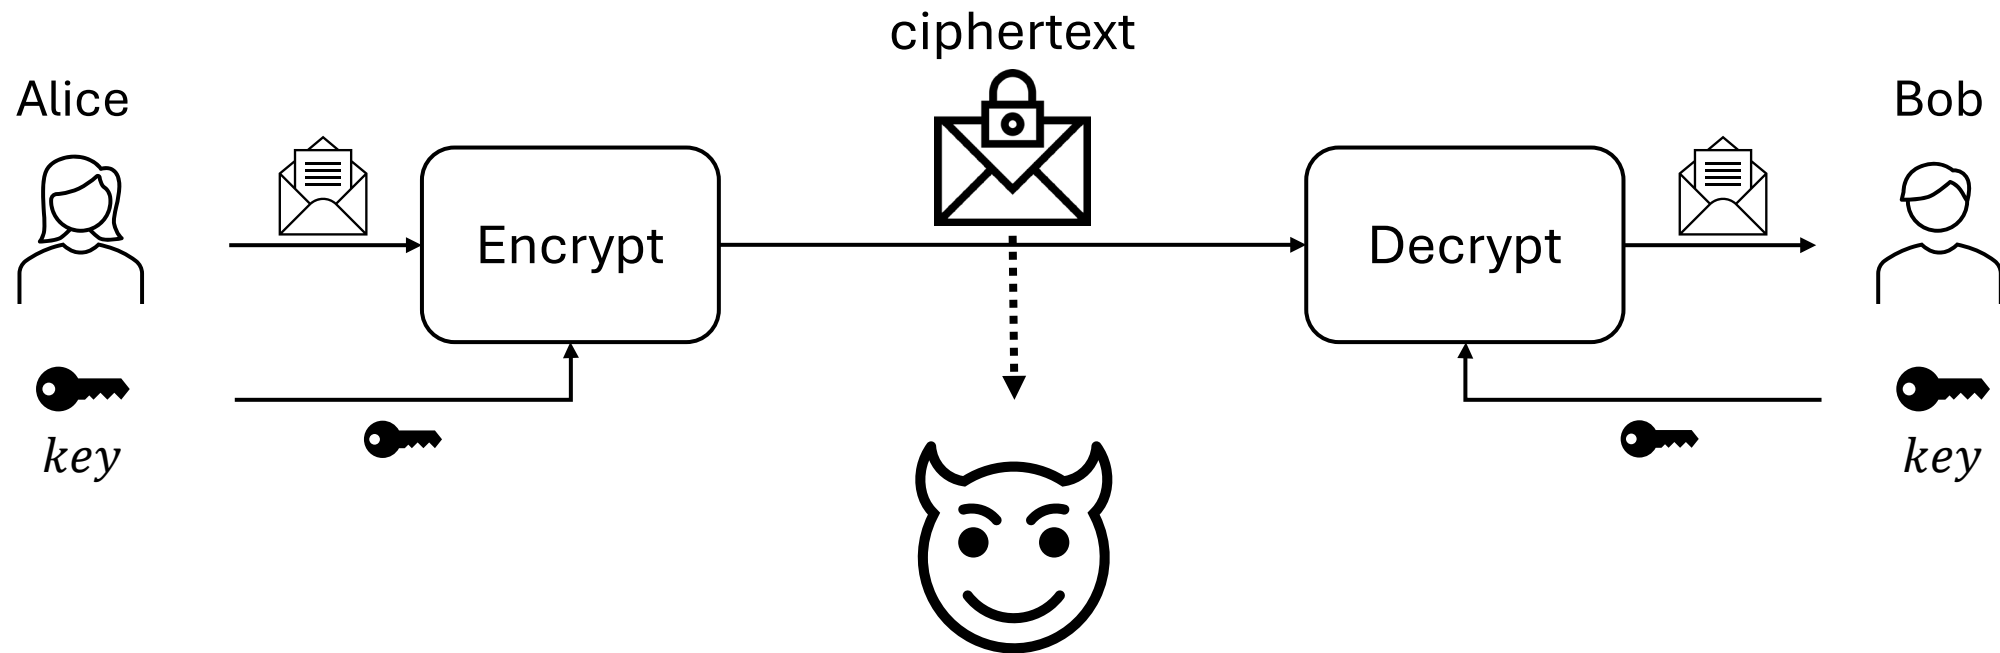 ciphertext
Alice
Bob
Encrypt
Decrypt
key
key